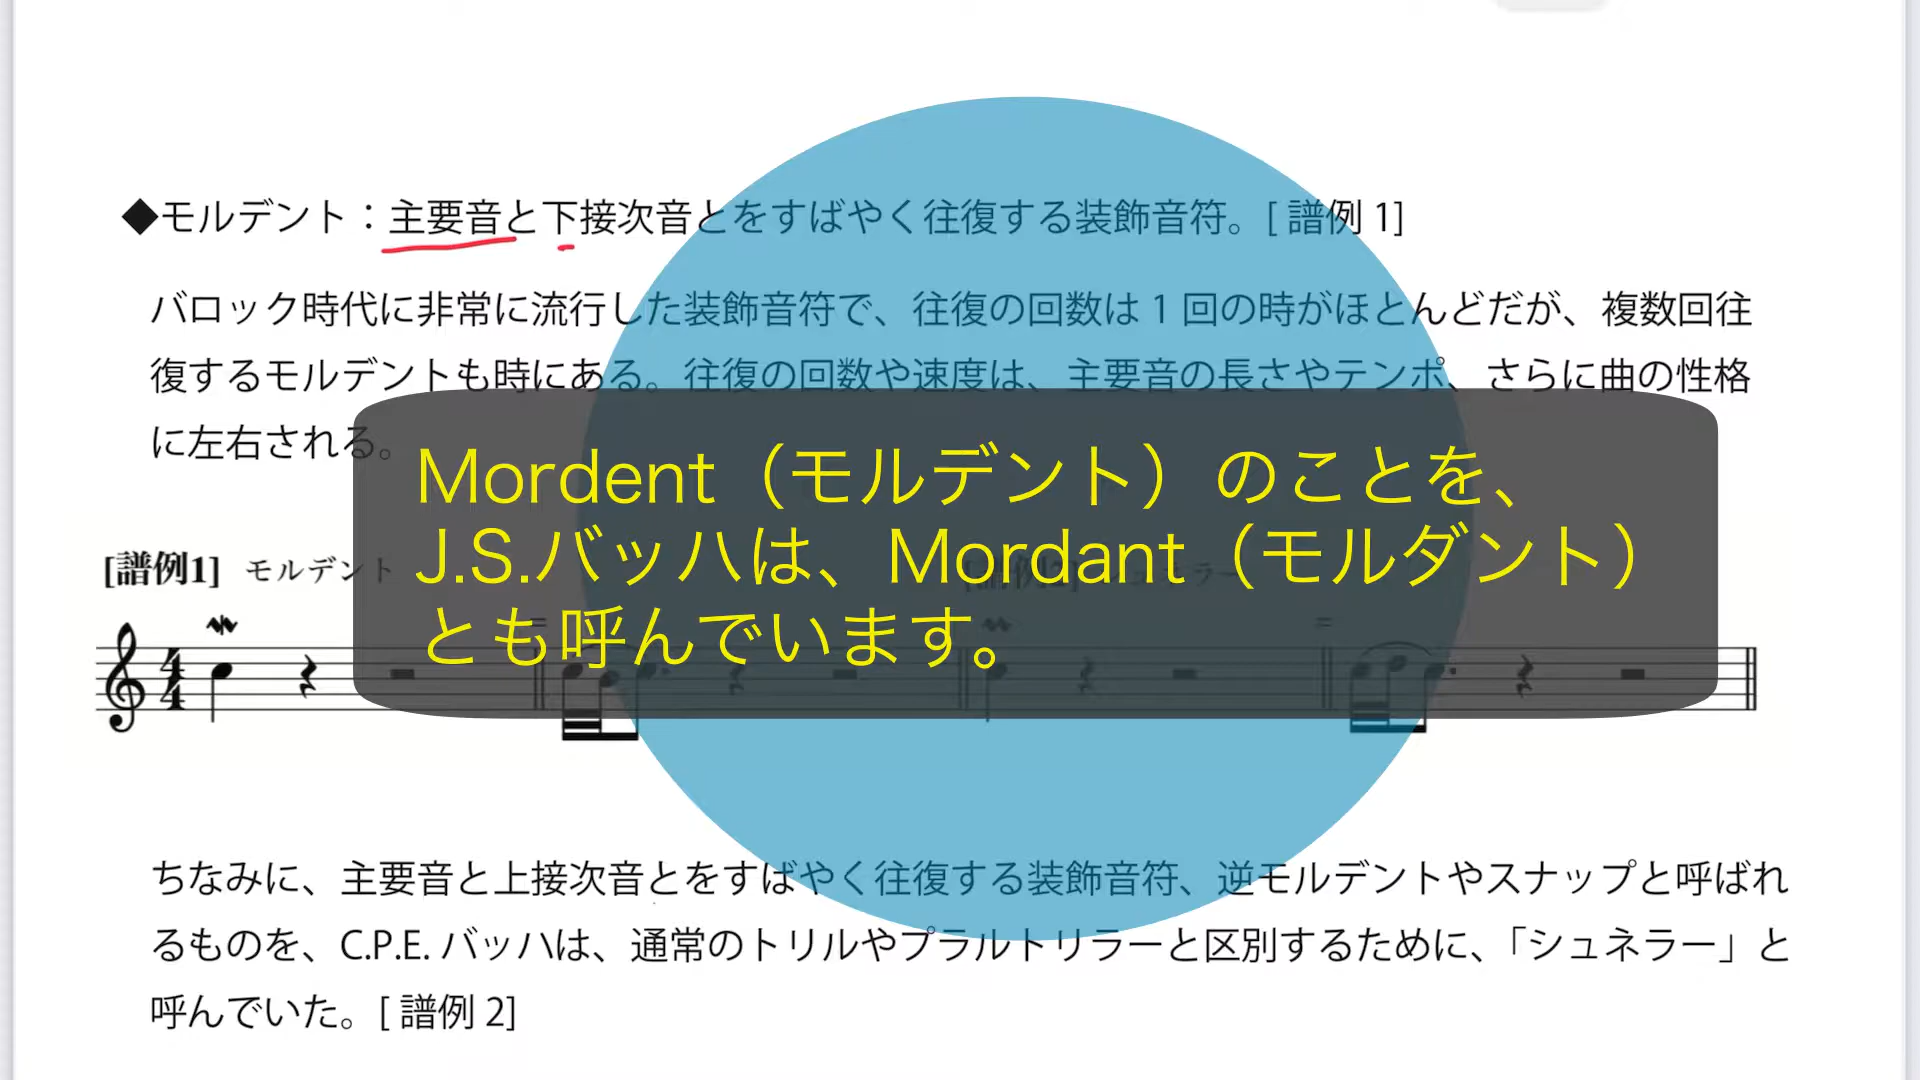 ◆モルデント：主要音と下接次音とをすばやく往復する装飾音符。[ 譜例 1]
バロック時代に非常に流行した装飾音符で、往復の回数は 1 回の時がほとんどだが、複数回往
復するモルデントも時にある。往復の回数や速度は、主要音の長さやテンポ、さらに曲の性格
に左右される。
Mordent（モルデント）のことを、
J.S.バッハは、Mordant（モルダント）
とも呼んでいます。
[譜例1] モルデント
[譜例2] シュネラー
4
4
ちなみに、主要音と上接次音とをすばやく往復する装飾音符、逆モルデントやスナップと呼ばれ
るものを、C.P.E. バッハは、通常のトリルやプラルトリラーと区別するために、「シュネラー」と
呼んでいた。[ 譜例 2]